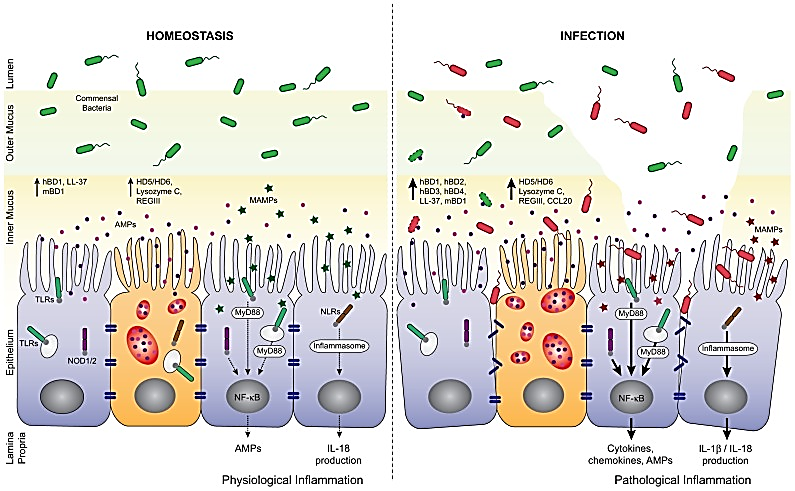 HOMEOSTASIS
INFECTION
Lumen
Outer Mucus
Inner Mucus
Epithelium
Lamina
Propria
Commensal
Bacteria
hBD1, LL-37
mBD1
HD5/HD6,
Lysozyme C,
REGIII
MAMPs
AMPs
TLRs
TLRs
NOD1/2
MyD88
MyD88
NF-κB
NLRs
Inflammasome
AMPs
IL-18
production
Physiological Inflammation
hBD1, hBD2,
hBD3, hBD4,
LL-37, mBD1
HD5/HD6
Lysozyme C,
REGIII, CCL20
MAMPs
MyD88
MyD88
NF-κB
Inflammasome
Cytokines,
chemokines, AMPs
IL-1β / IL-18
production
Pathological Inflammation